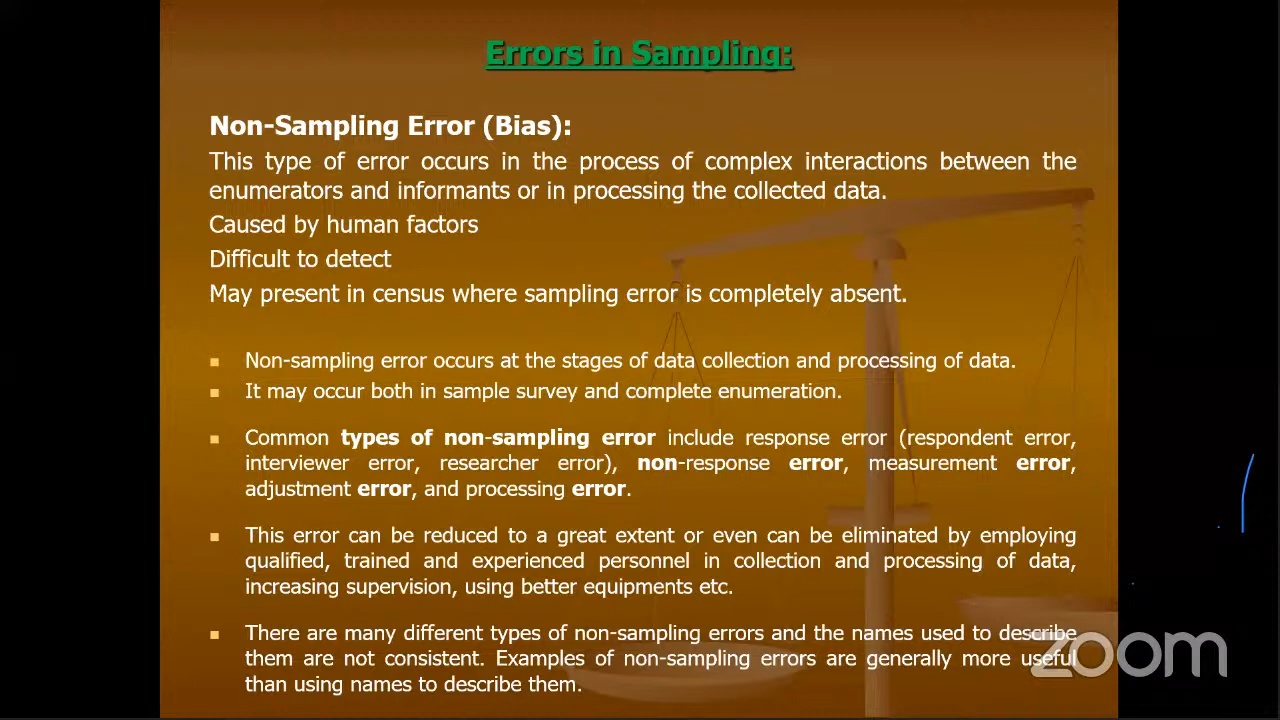 Errors in Sampling:
Non-Sampling Error (Bias):
This type of error occurs in the process of complex interactions between the
enumerators and informants or in processing the collected data.
Caused by human factors
Difficult to detect
May present in census where sampling error is completely absent.
Non-sampling error occurs at the stages of data collection and processing of data.
It may occur both in sample survey and complete enumeration.
Common types of non-sampling error include response error (respondent error,
interviewer error, researcher error), non-response error, measurement error,
adjustment error, and processing error.
This error can be reduced to a great extent or even can be eliminated by employing
qualified, trained and experienced personnel in collection and processing of data,
increasing supervision, using better equipments etc.
There are many different types of non-sampling errors and the names used to describe
them are not consistent. Examples of non-sampling errors are generally more useful
than using names to describe them.
zoom